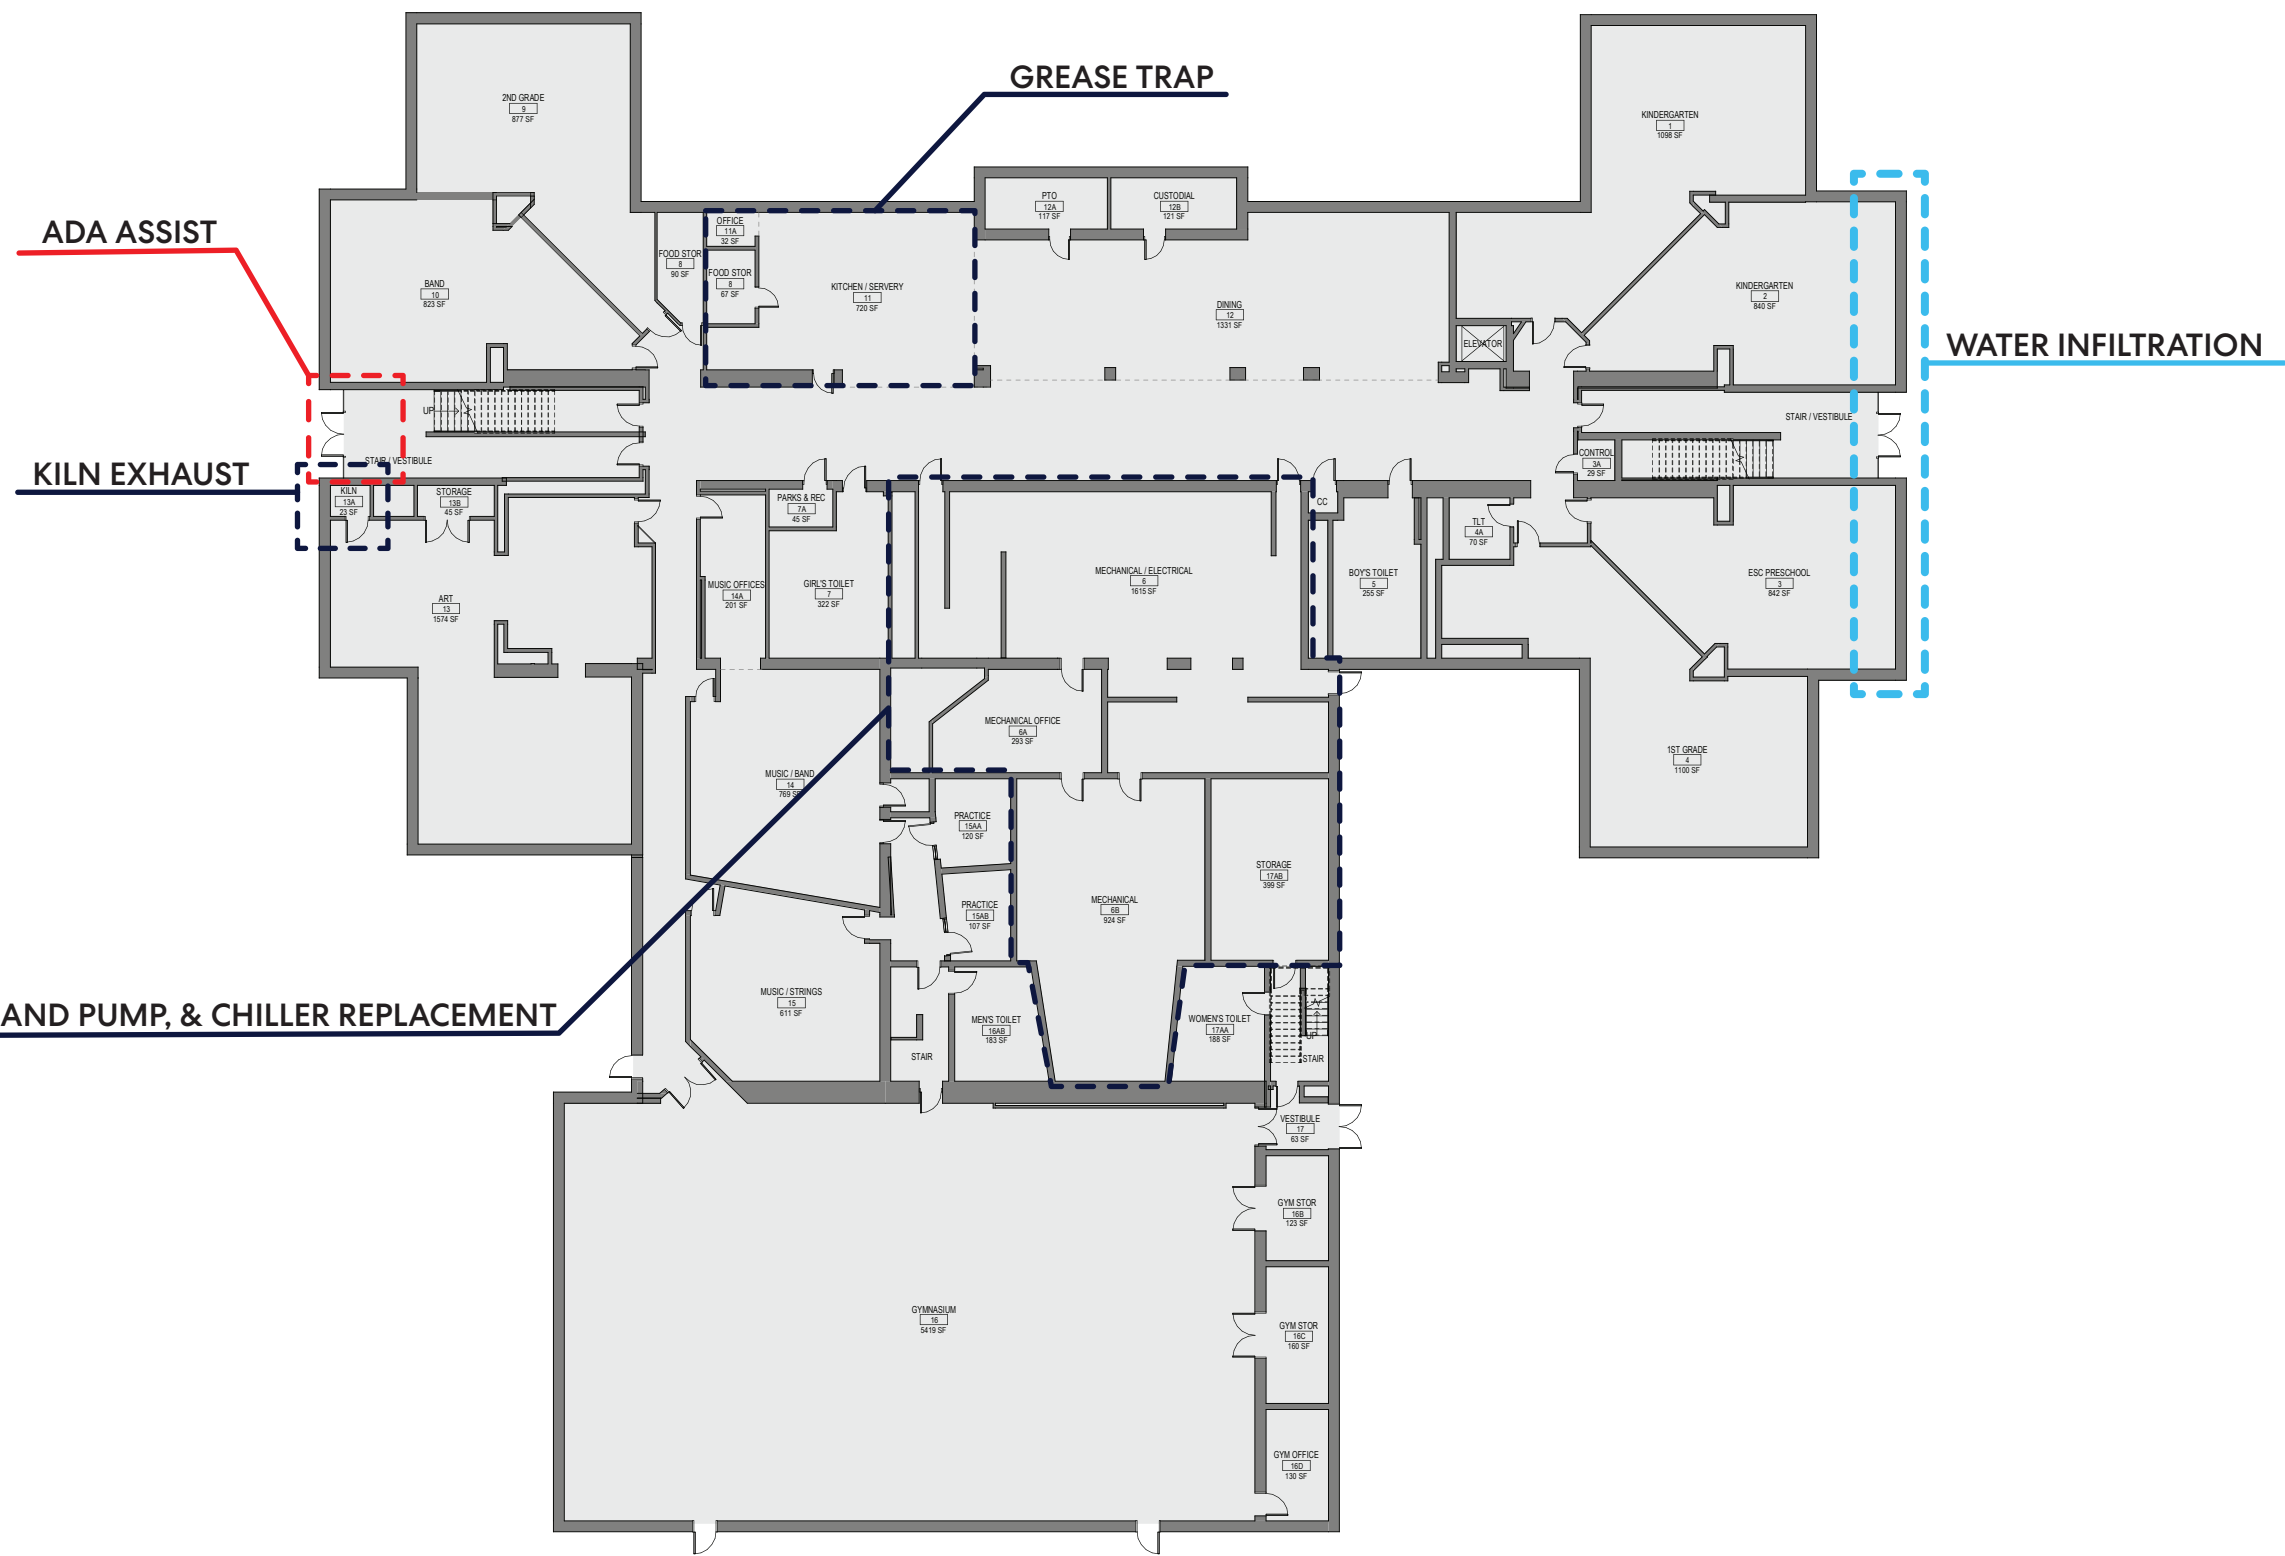 GREASE TRAP
2ND GRADE
9
877 SF
KINDERGARTEN
1
1098 SF
PTO
12A
117 SF
CUSTODIAL
12B
121 SF
ADA ASSIST
OFFICE
11A
32 SF
FOOD STOR
8
90 SF
FOOD STOR
8
67 SF
BAND
10
823 SF
KITCHEN / SERVERY
11
720 SF
DINING
12
1331 SF
KINDERGARTEN
2
840 SF
ELEVATOR
WATER INFILTRATION
UP
STAIR / VESTIBULE
STAIR / VESTIBULE
CONTROL
3A
29 SF
KILN EXHAUST
KILN
13A
23 SF
STORAGE
13B
45 SF
PARKS & REC
7A
45 SF
CC
TLT
4A
70 SF
MUSIC OFFICES
14A
201 SF
GIRL'S TOILET
7
322 SF
MECHANICAL / ELECTRICAL
6
1615 SF
BOY'S TOILET
5
255 SF
ESC PRESCHOOL
3
842 SF
ART
13
1574 SF
MECHANICAL OFFICE
6A
293 SF
1ST GRADE
4
1100 SF
MUSIC / BAND
14
769 SF
PRACTICE
15AA
120 SF
STORAGE
17AB
399 SF
PRACTICE
15AB
107 SF
MECHANICAL
6B
924 SF
AND PUMP, & CHILLER REPLACEMENT
MUSIC / STRINGS
15
611 SF
MEN'S TOILET
16AB
183 SF
WOMEN'S TOILET
17AA
188 SF
UP
STAIR
STAIR
VESTIBULE
17
63 SF
GYM STOR
16B
123 SF
GYMNASIUM
16
5419 SF
GYM STOR
16C
160 SF
GYM OFFICE
16D
130 SF